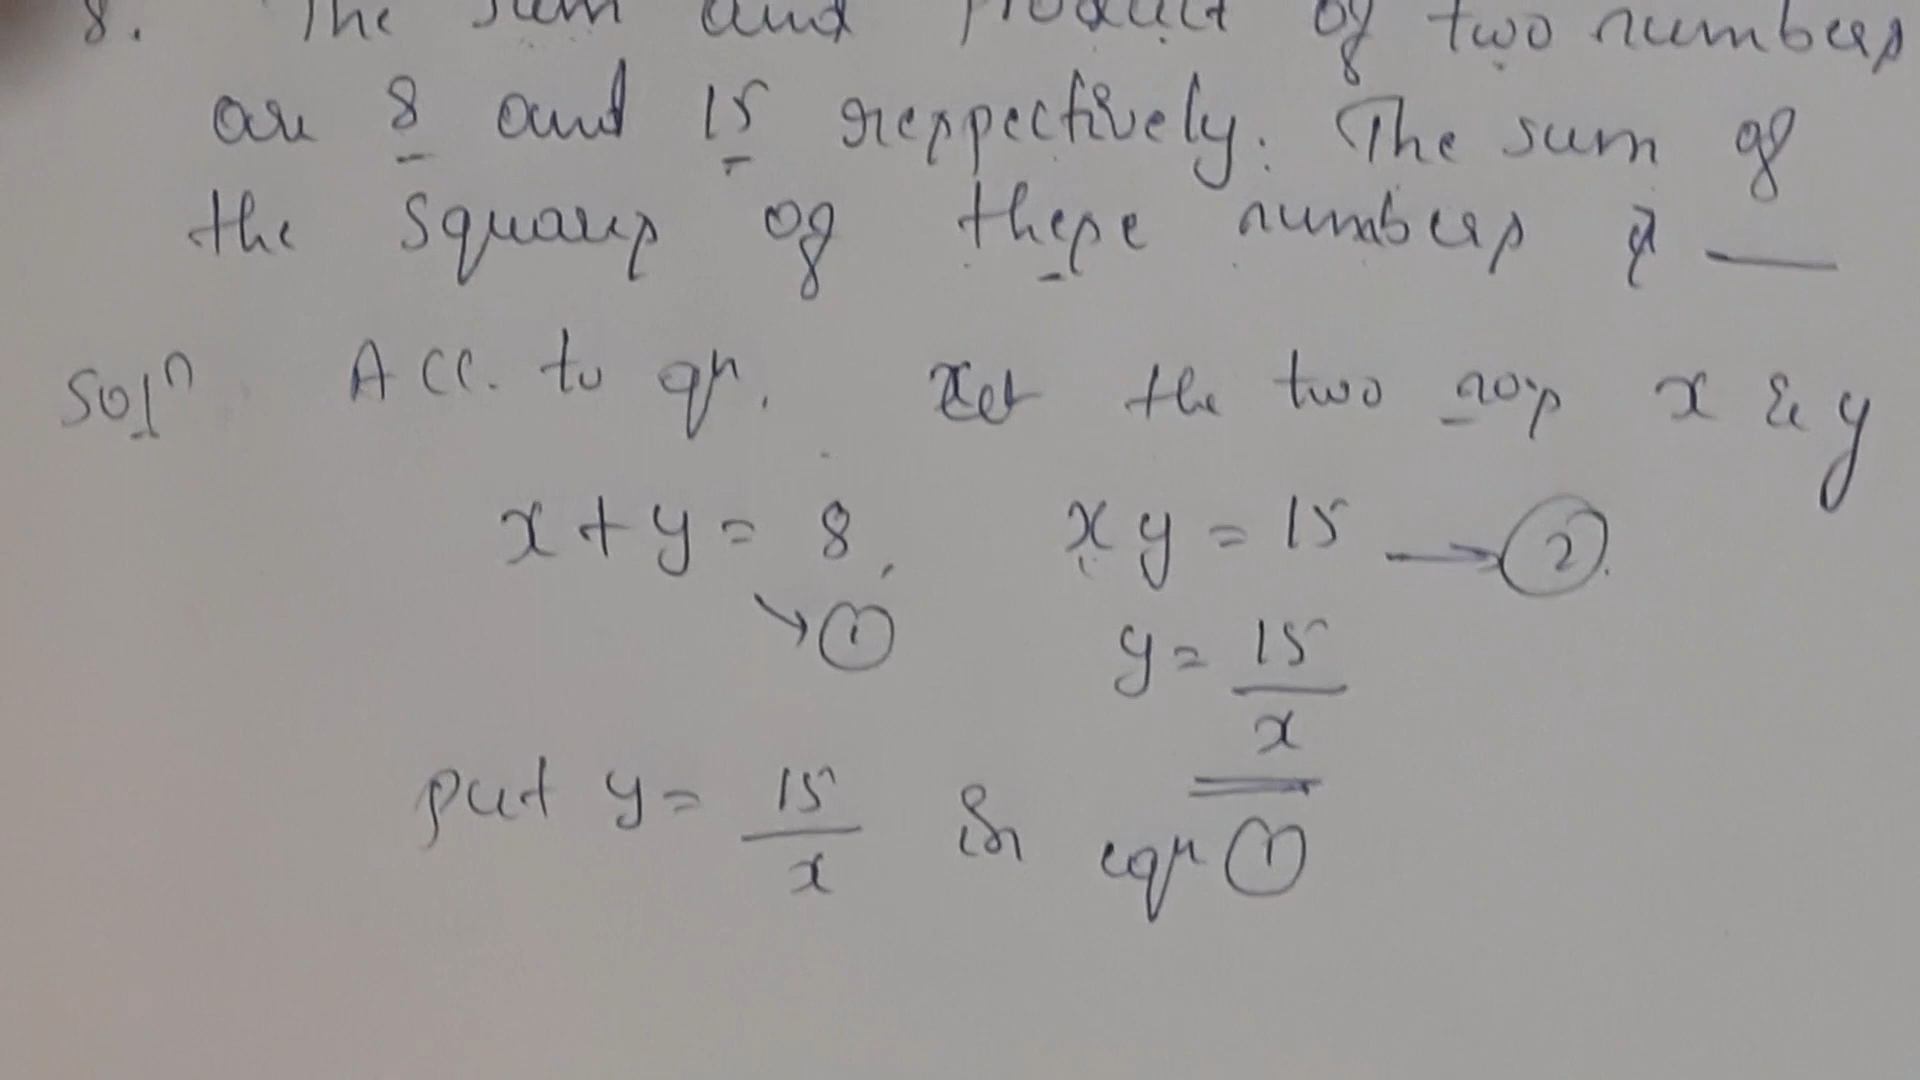 8. The sum and product of two numbers
are 8 and 15 respectively. The sum of
the squares of these numbers is __
Solⁿ. Acc. to qn. Let the two nos x & y
x + y = 8, xy = 15 → ②.
↘ ①
y = 15/x
put y = 15/x in eqn ①